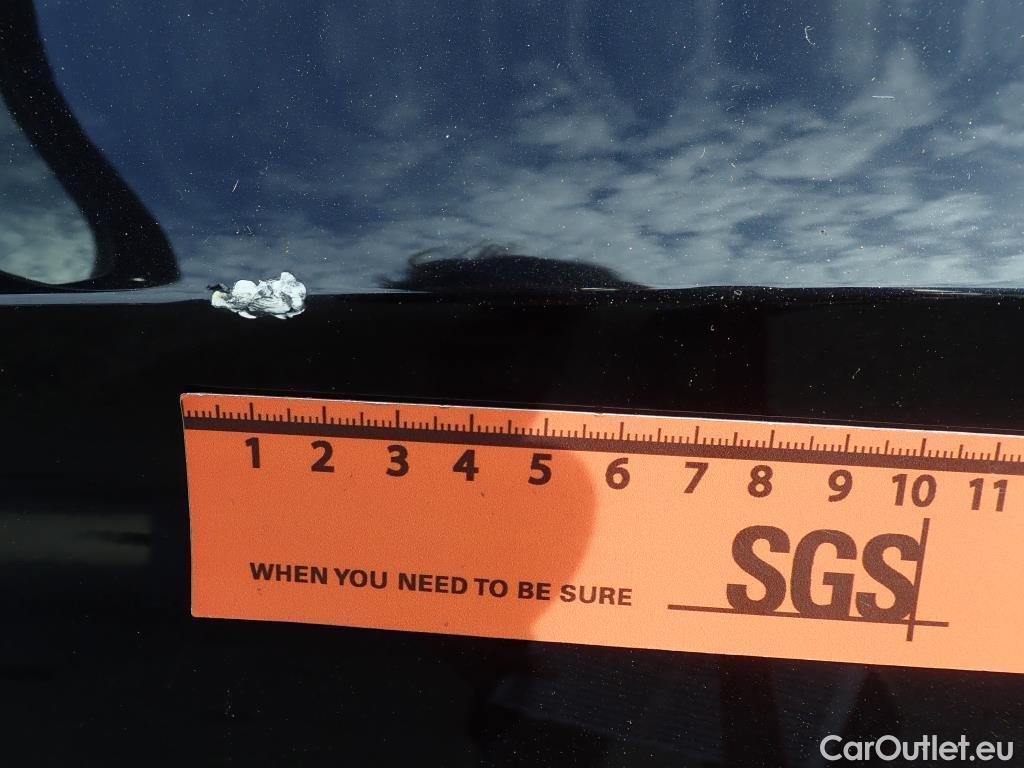 1 2 3 4 5 6 7 8 9 10 11
WHEN YOU NEED TO BE SURE
SGS
CarOutlet.eu